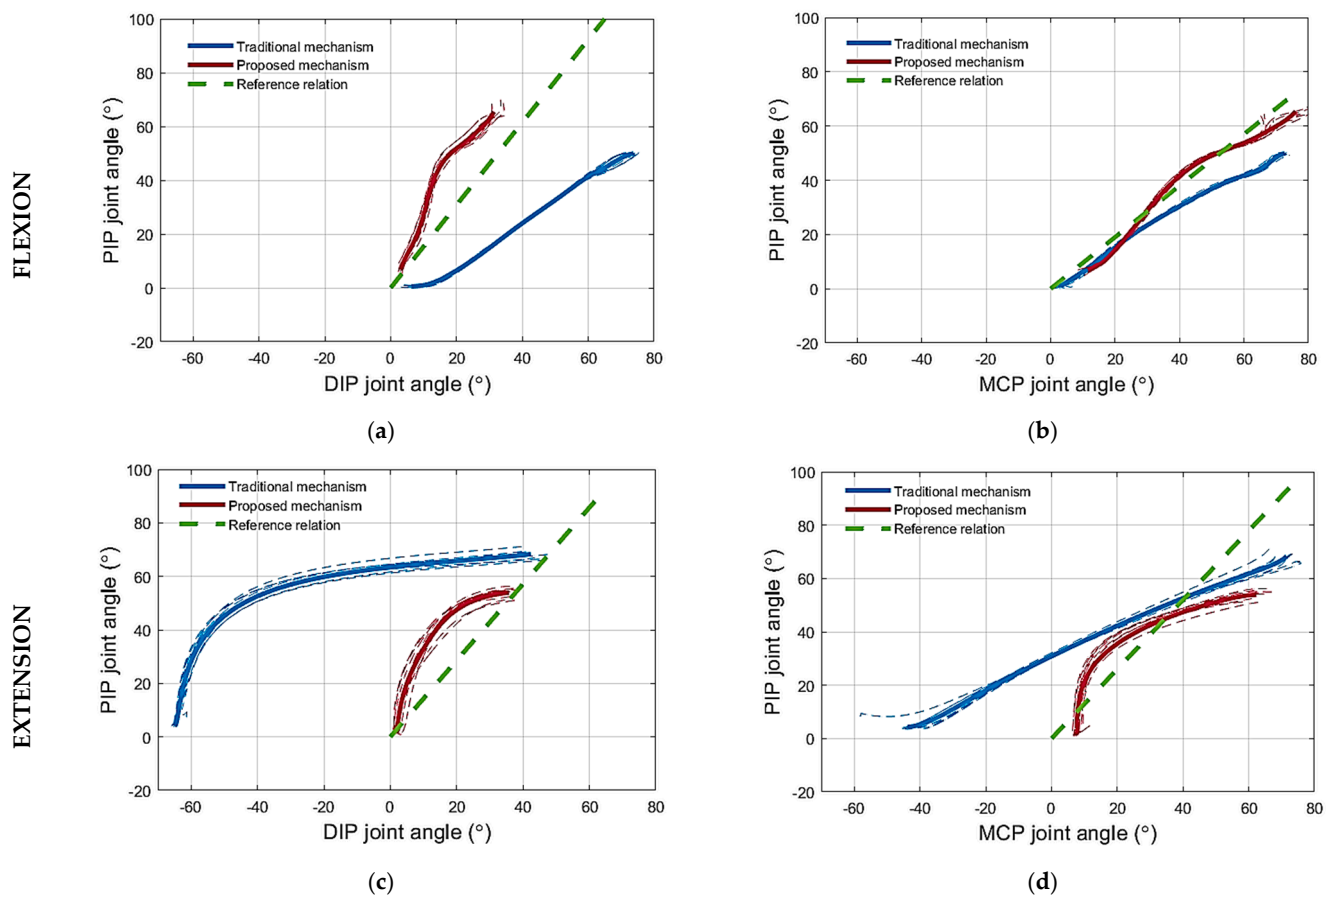 FLEXION
100
80
60
40
20
0
-20
-60
-40
-20
0
20
40
60
80
PIP joint angle (°)
DIP joint angle (°)
Traditional mechanism
Proposed mechanism
Reference relation
(a)
100
80
60
40
20
0
-20
-60
-40
-20
0
20
40
60
80
PIP joint angle (°)
MCP joint angle (°)
Traditional mechanism
Proposed mechanism
Reference relation
(b)
EXTENSION
100
80
60
40
20
0
-20
-60
-40
-20
0
20
40
60
80
PIP joint angle (°)
DIP joint angle (°)
Traditional mechanism
Proposed mechanism
Reference relation
(c)
100
80
60
40
20
0
-20
-60
-40
-20
0
20
40
60
80
PIP joint angle (°)
MCP joint angle (°)
Traditional mechanism
Proposed mechanism
Reference relation
(d)